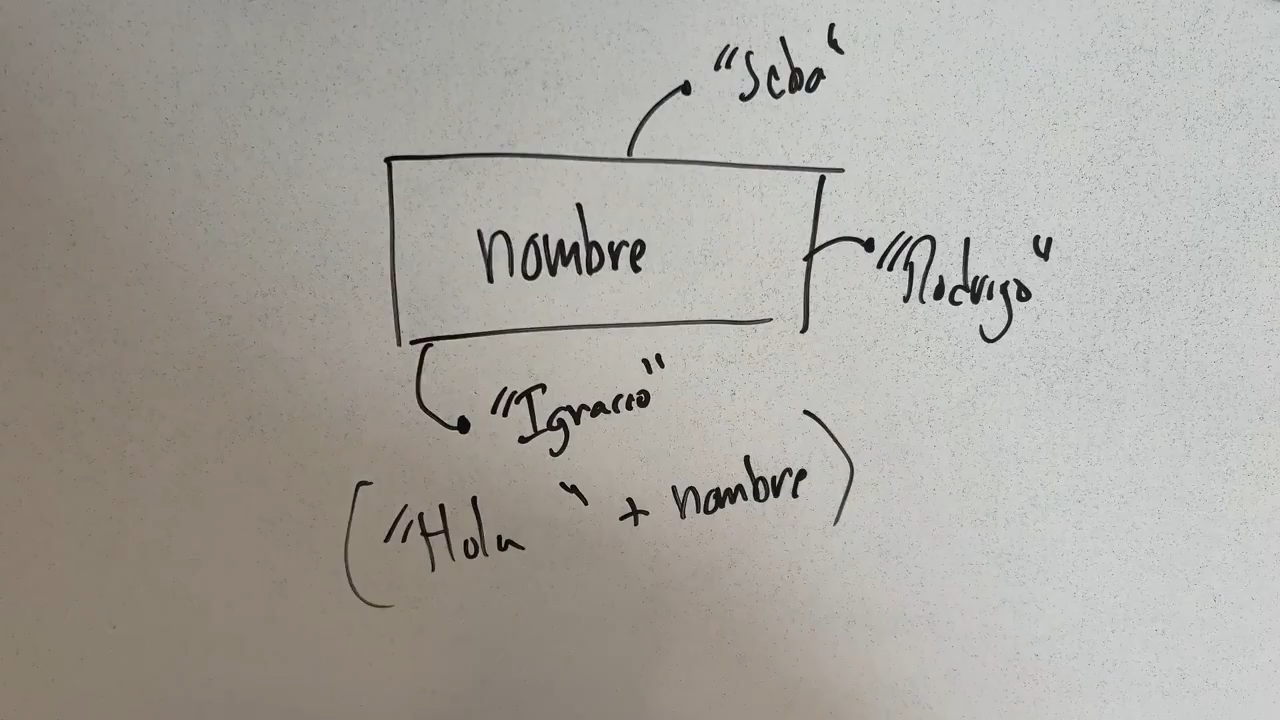 "Seba"
nombre
"Rodrigo"
"Ignacio"
("Hola " + nombre)